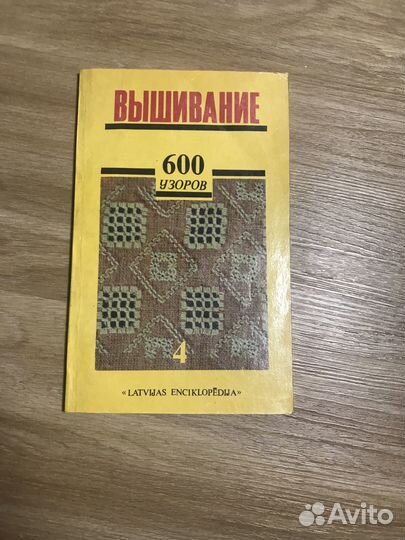 ВЫШИВАНИЕ
600
УЗОРОВ
4
«LATVIJAS ENCIKLOPĒDIJA»
Avito